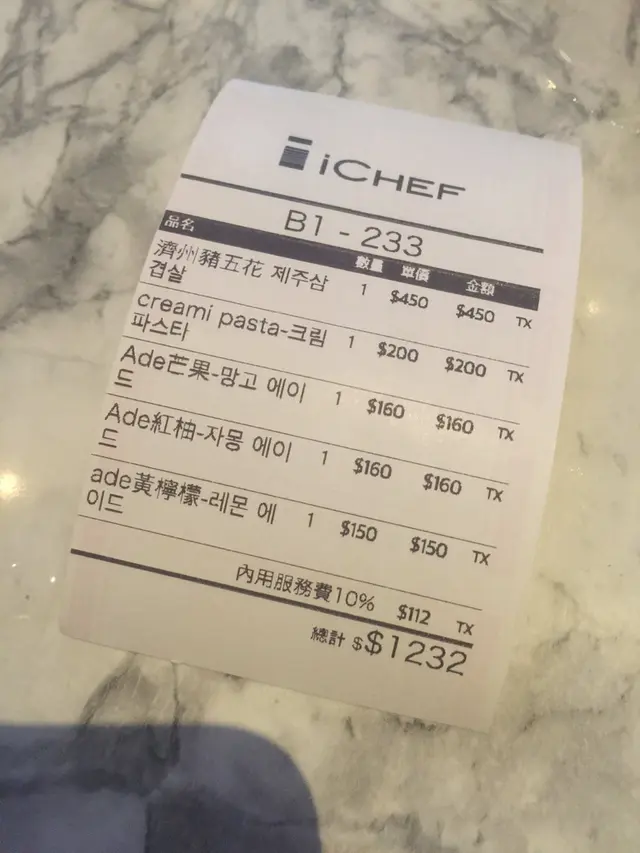 iCHEF
B1 - 233
品名 數量 單價 金額
濟州豬五花 제주삼 1 $450 $450 TX
겹살
creami pasta-크림 1 $200 $200 TX
파스타
Ade芒果-망고 에이 1 $160 $160 TX
드
Ade紅柚-자몽 에이 1 $160 $160 TX
드
ade黃檸檬-레몬 에 1 $150 $150 TX
이드
內用服務費10% $112 TX
總計 $$1232